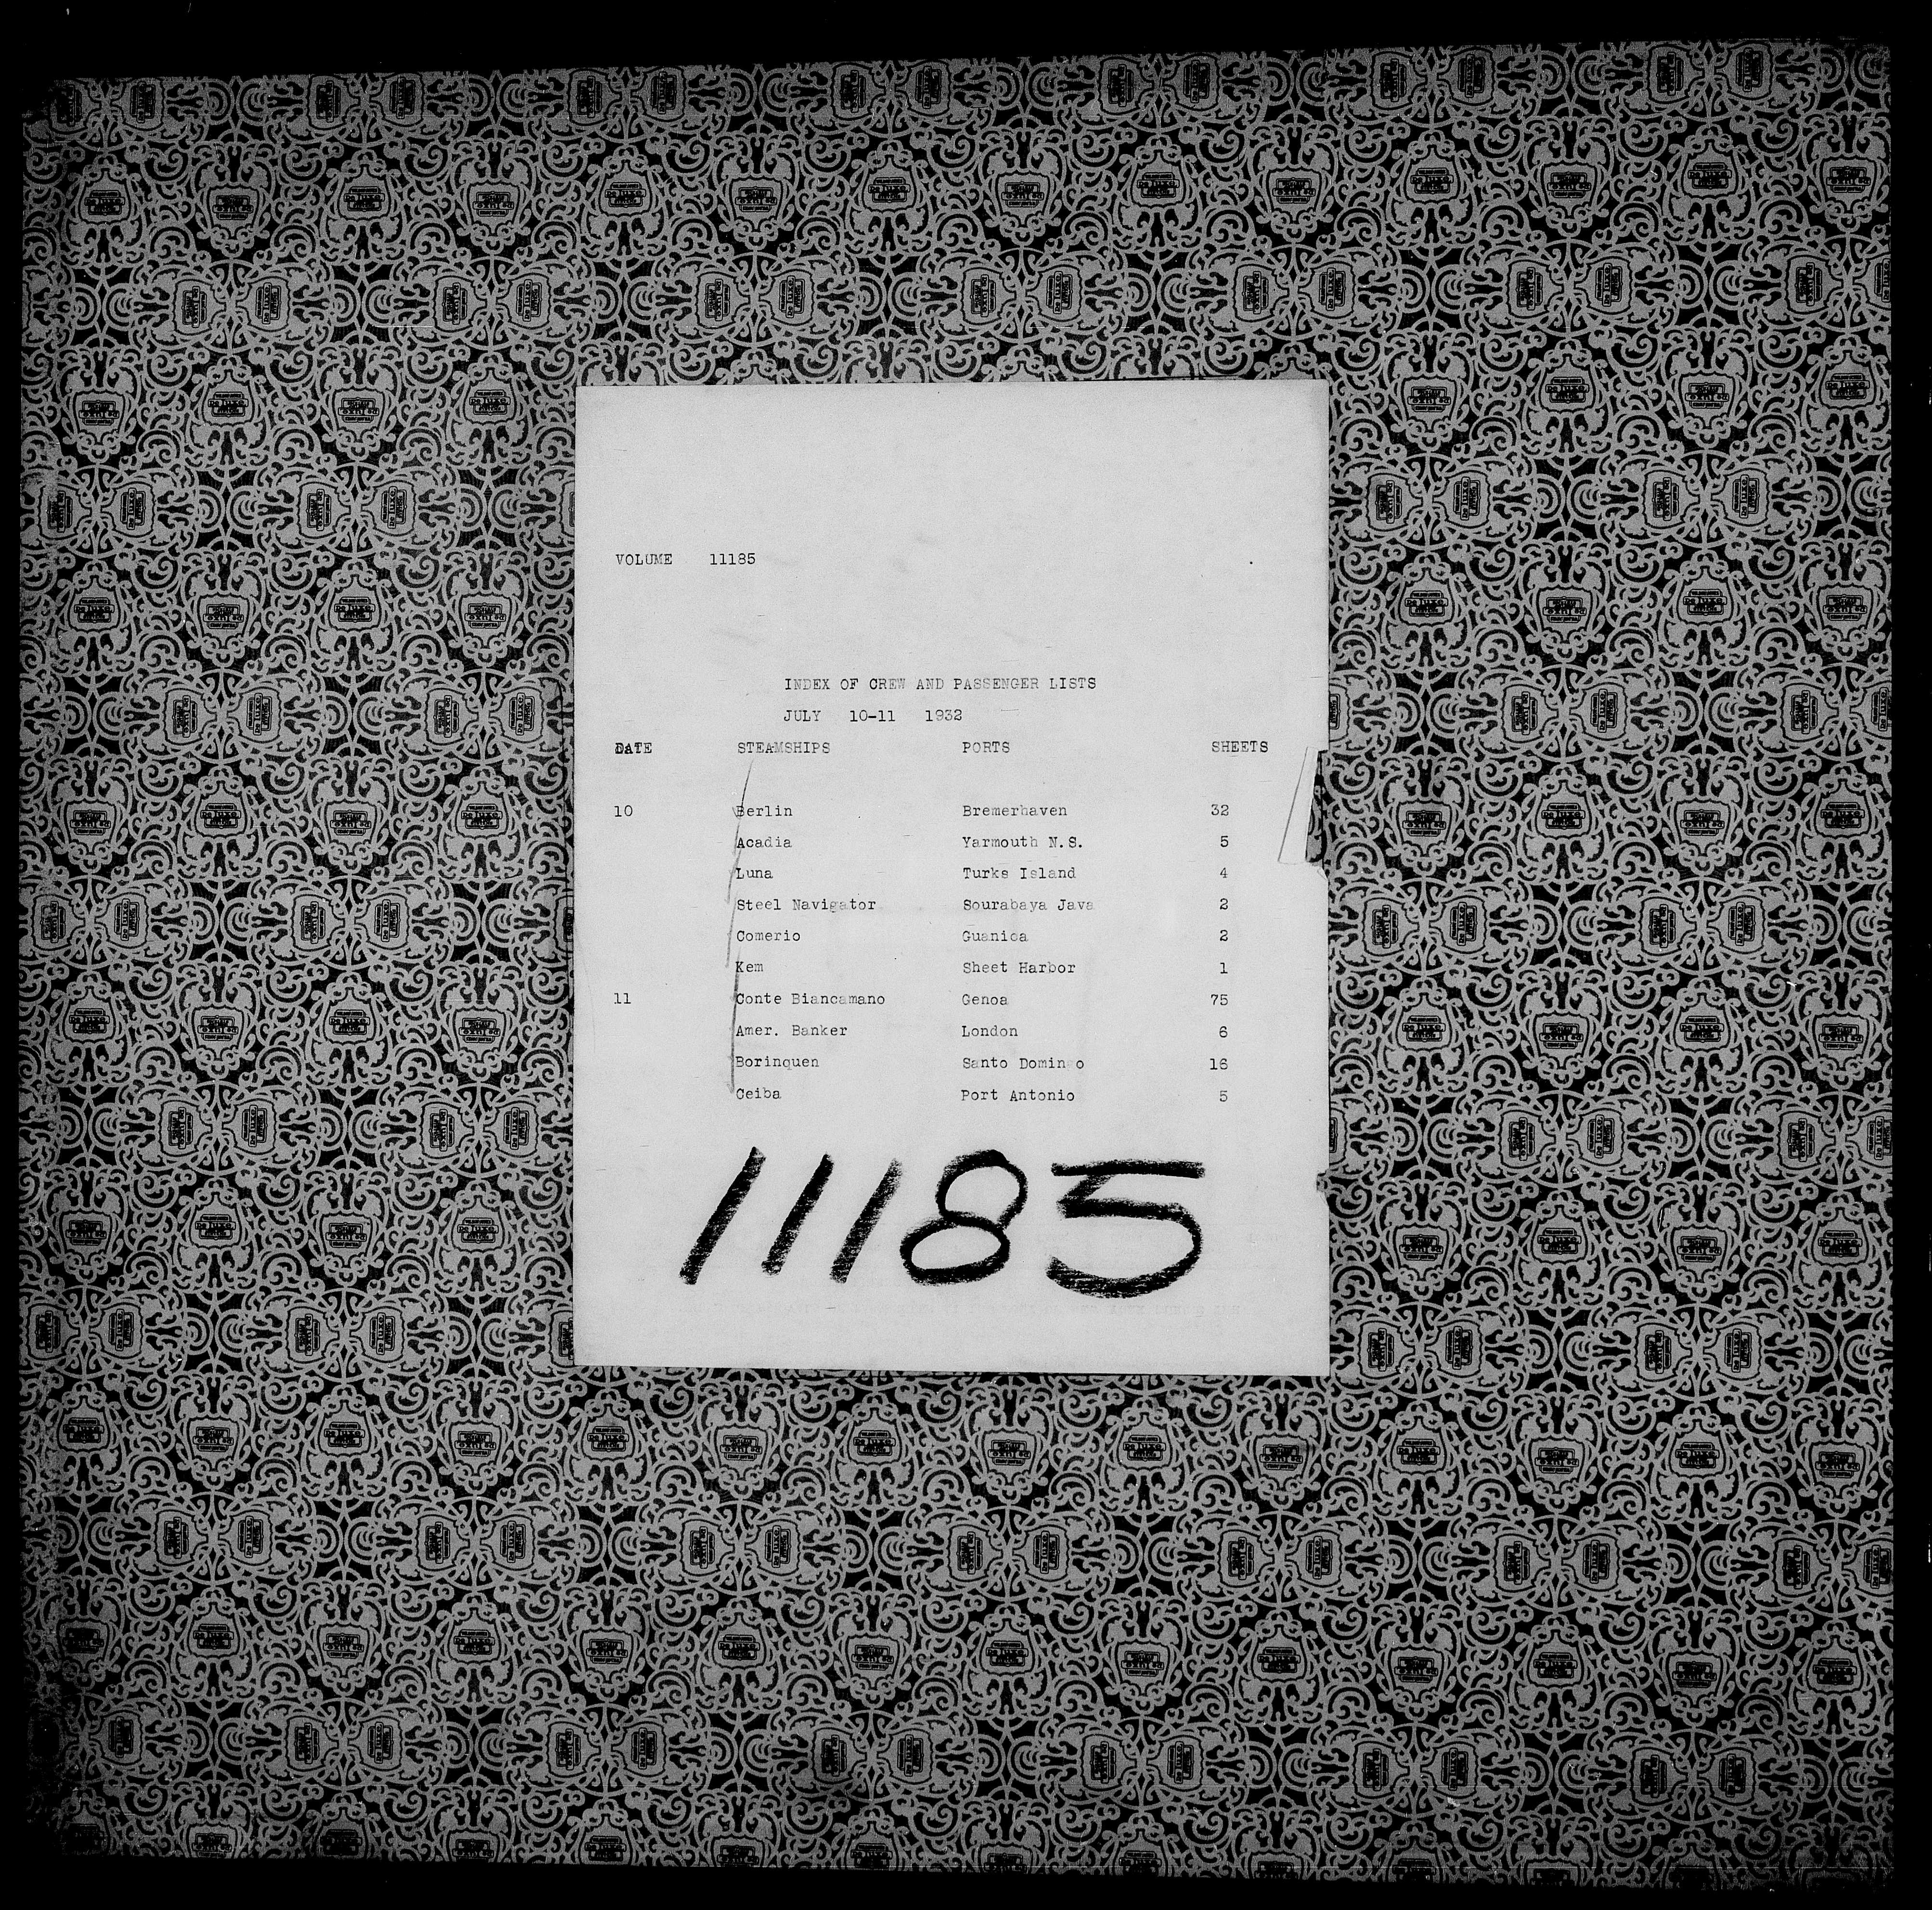 VOLUME 11185
INDEX OF CREW AND PASSENGER LISTS
JULY 10-11 1932
DATE STEAMSHIPS PORTS SHEETS
10 Berlin Bremerhaven 32
Acadia Yarmouth N.S. 5
Luna Turks Island 4
Steel Navigator Sourabaya Java 2
Comerio Guanica 2
Kem Sheet Harbor 1
11 Conte Biancamano Genoa 75
Amer. Banker London 6
Borinquen Santo Domingo 16
Ceiba Port Antonio 5
11185